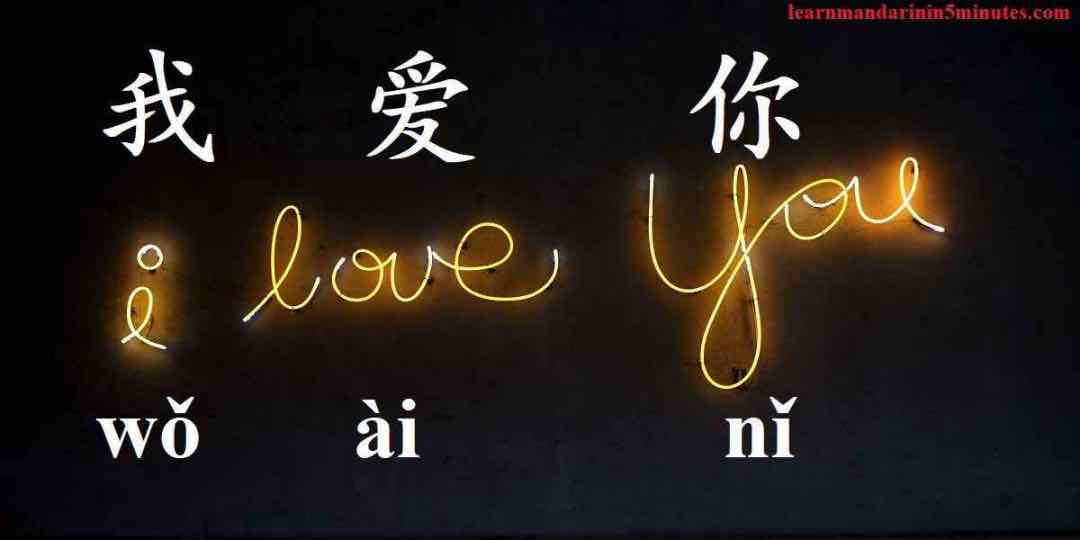 learnmandarinin5minutes.com
我 爱 你
i love you
wǒ ài nǐ